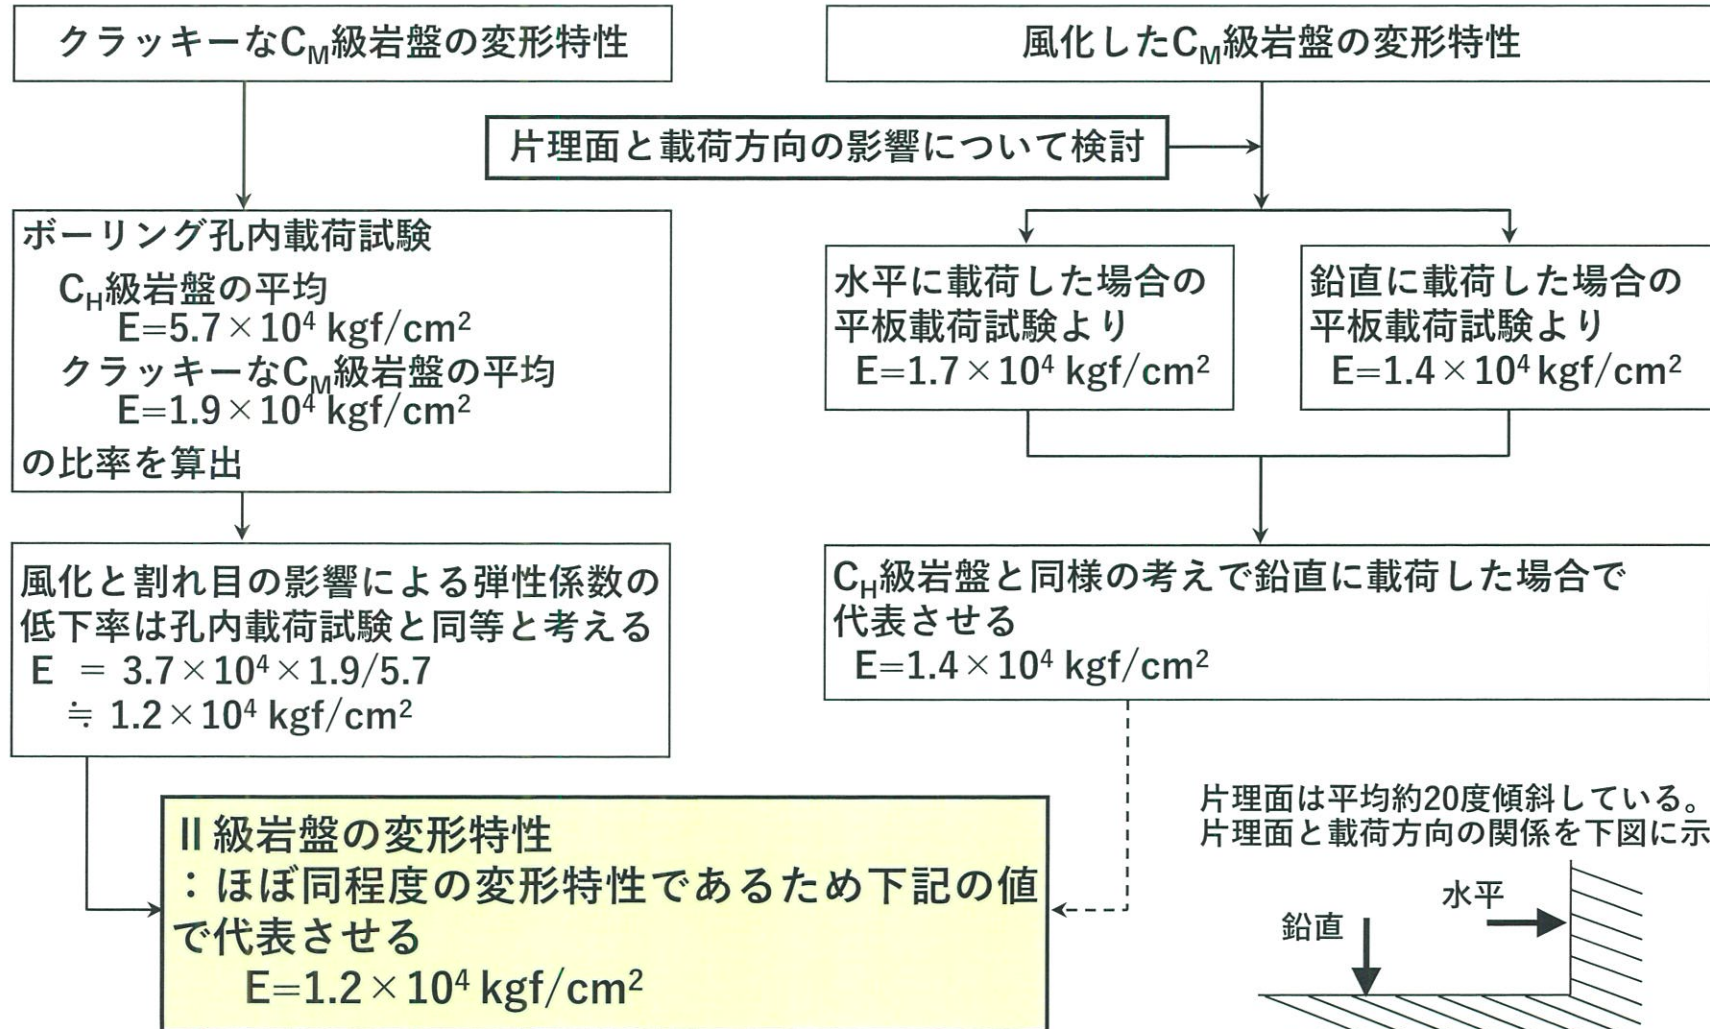 クラッキーなCM級岩盤の変形特性
風化したCM級岩盤の変形特性
片理面と載荷方向の影響について検討
ボーリング孔内載荷試験
CH級岩盤の平均
E=5.7×10⁴ kgf/cm²
クラッキーなCM級岩盤の平均
E=1.9×10⁴ kgf/cm²
の比率を算出
水平に載荷した場合の
平板載荷試験より
E=1.7×10⁴ kgf/cm²
鉛直に載荷した場合の
平板載荷試験より
E=1.4×10⁴ kgf/cm²
風化と割れ目の影響による弾性係数の
低下率は孔内載荷試験と同等と考える
E = 3.7×10⁴×1.9/5.7
≒ 1.2×10⁴ kgf/cm²
CH級岩盤と同様の考えで鉛直に載荷した場合で
代表させる
E=1.4×10⁴ kgf/cm²
Ⅱ級岩盤の変形特性
：ほぼ同程度の変形特性であるため下記の値
で代表させる
E=1.2×10⁴ kgf/cm²
片理面は平均約20度傾斜している。
片理面と載荷方向の関係を下図に示
水平
鉛直